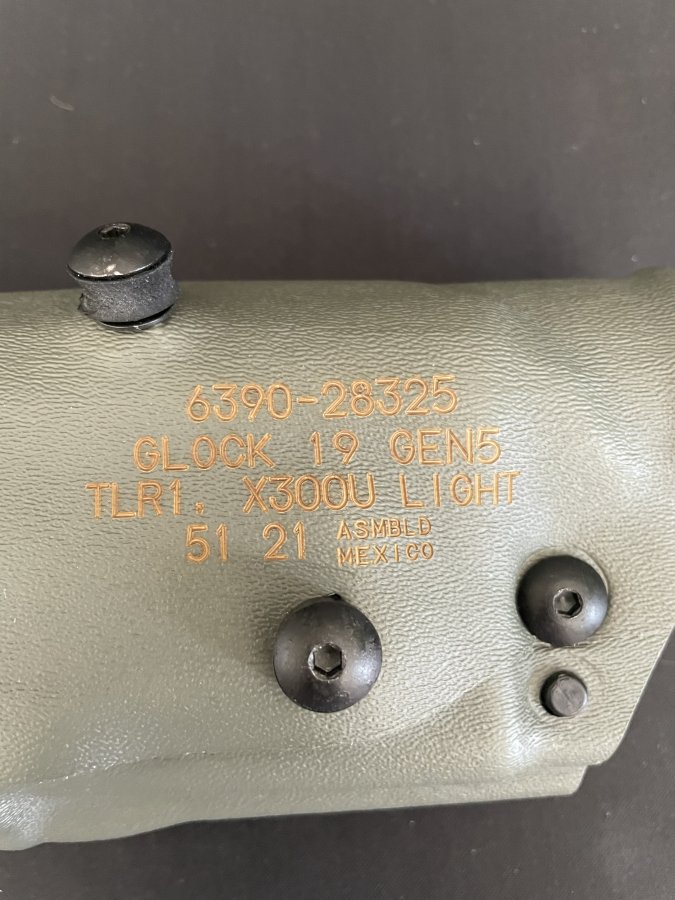 6390-28325
GLOCK 19 GEN5
TLR1, X300U LIGHT
51 21 ASMBLD
MEXICO